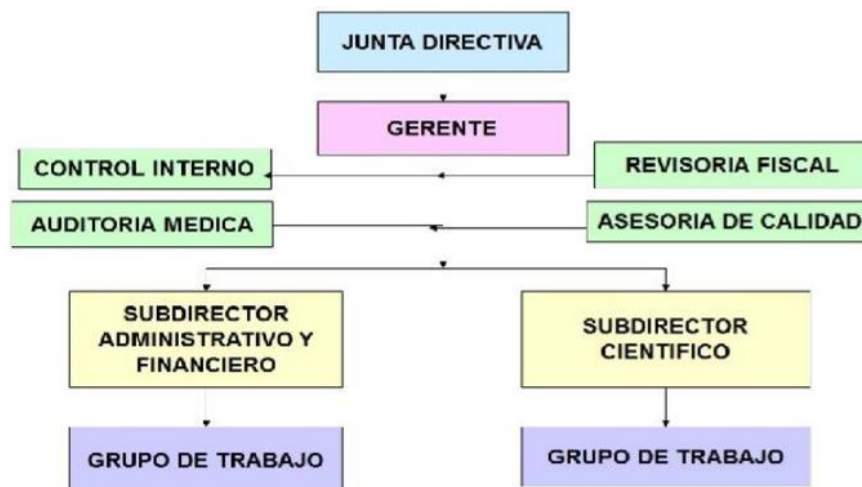 JUNTA DIRECTIVA
GERENTE
CONTROL INTERNO
REVISORIA FISCAL
AUDITORIA MEDICA
ASESORIA DE CALIDAD
SUBDIRECTOR
ADMINISTRATIVO Y
FINANCIERO
SUBDIRECTOR
CIENTIFICO
GRUPO DE TRABAJO
GRUPO DE TRABAJO